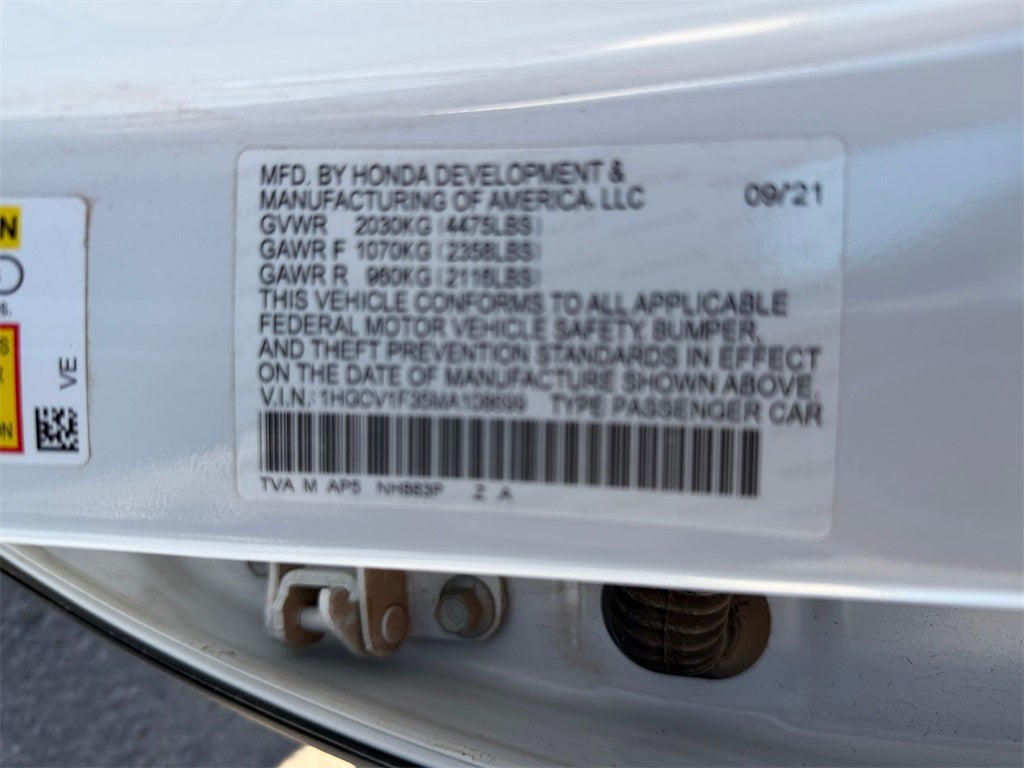 MFD. BY HONDA DEVELOPMENT &
MANUFACTURING OF AMERICA, LLC 09/21
GVWR 2030KG (4475LBS)
GAWR F 1070KG (2358LBS)
GAWR R 960KG (2116LBS)
THIS VEHICLE CONFORMS TO ALL APPLICABLE
FEDERAL MOTOR VEHICLE SAFETY, BUMPER,
AND THEFT PREVENTION STANDARDS IN EFFECT
ON THE DATE OF MANUFACTURE SHOWN ABOVE.
V.I.N.: TYPE PASSENGER CAR
TVA M AP5 NH883P Z A
VE